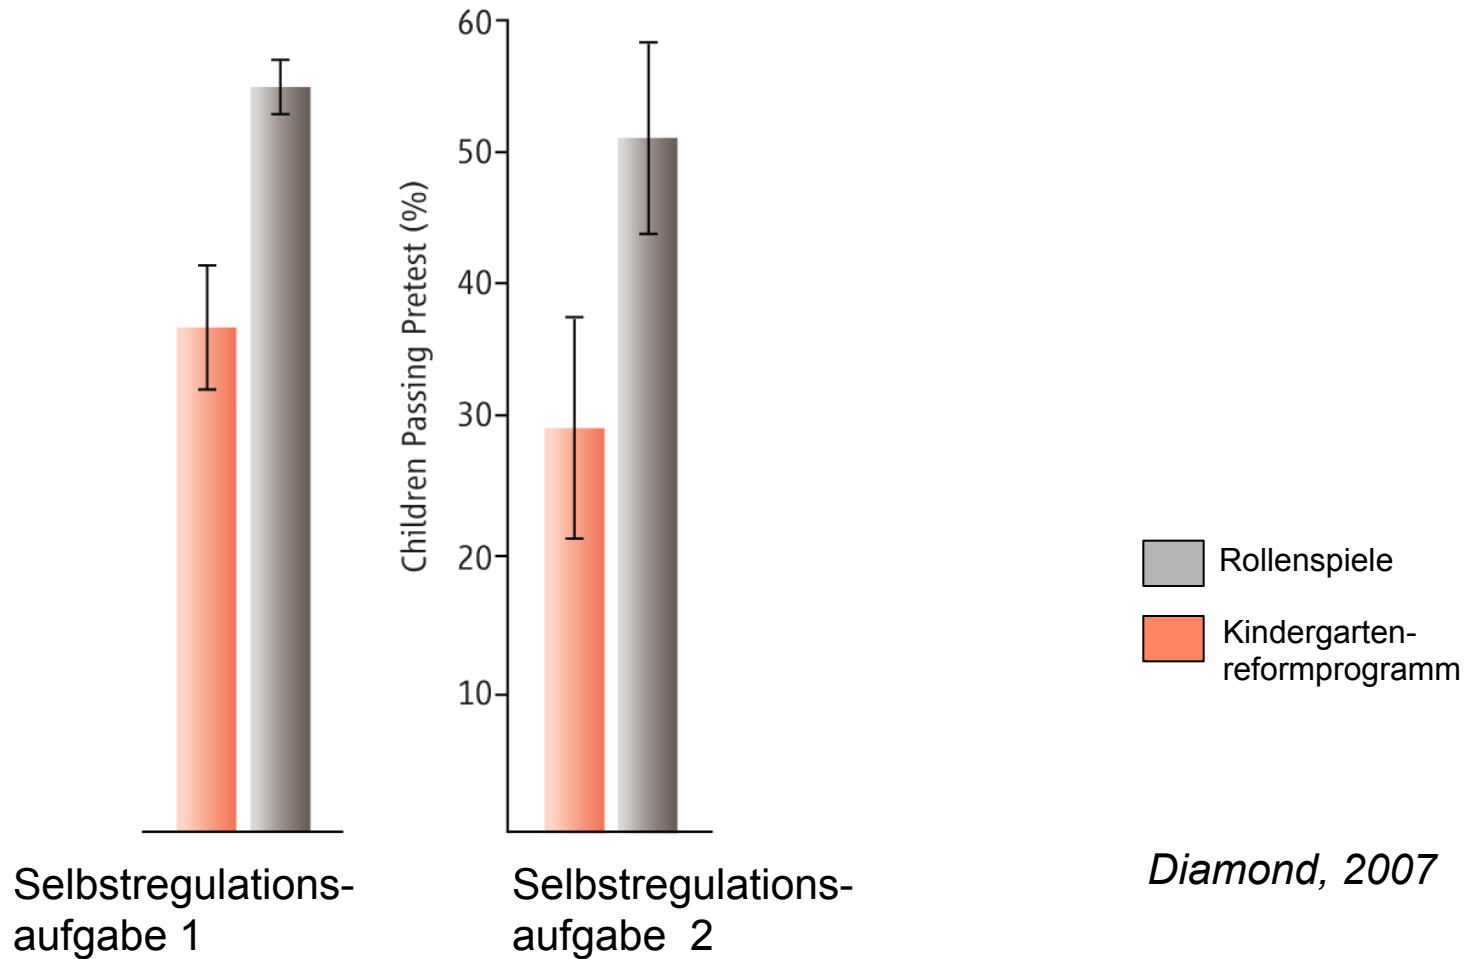 60
50
40
30
20
10
Children Passing Pretest (%)
Rollenspiele
Kindergarten-
reformprogramm
Selbstregulations-
aufgabe 1
Selbstregulations-
aufgabe  2
Diamond, 2007